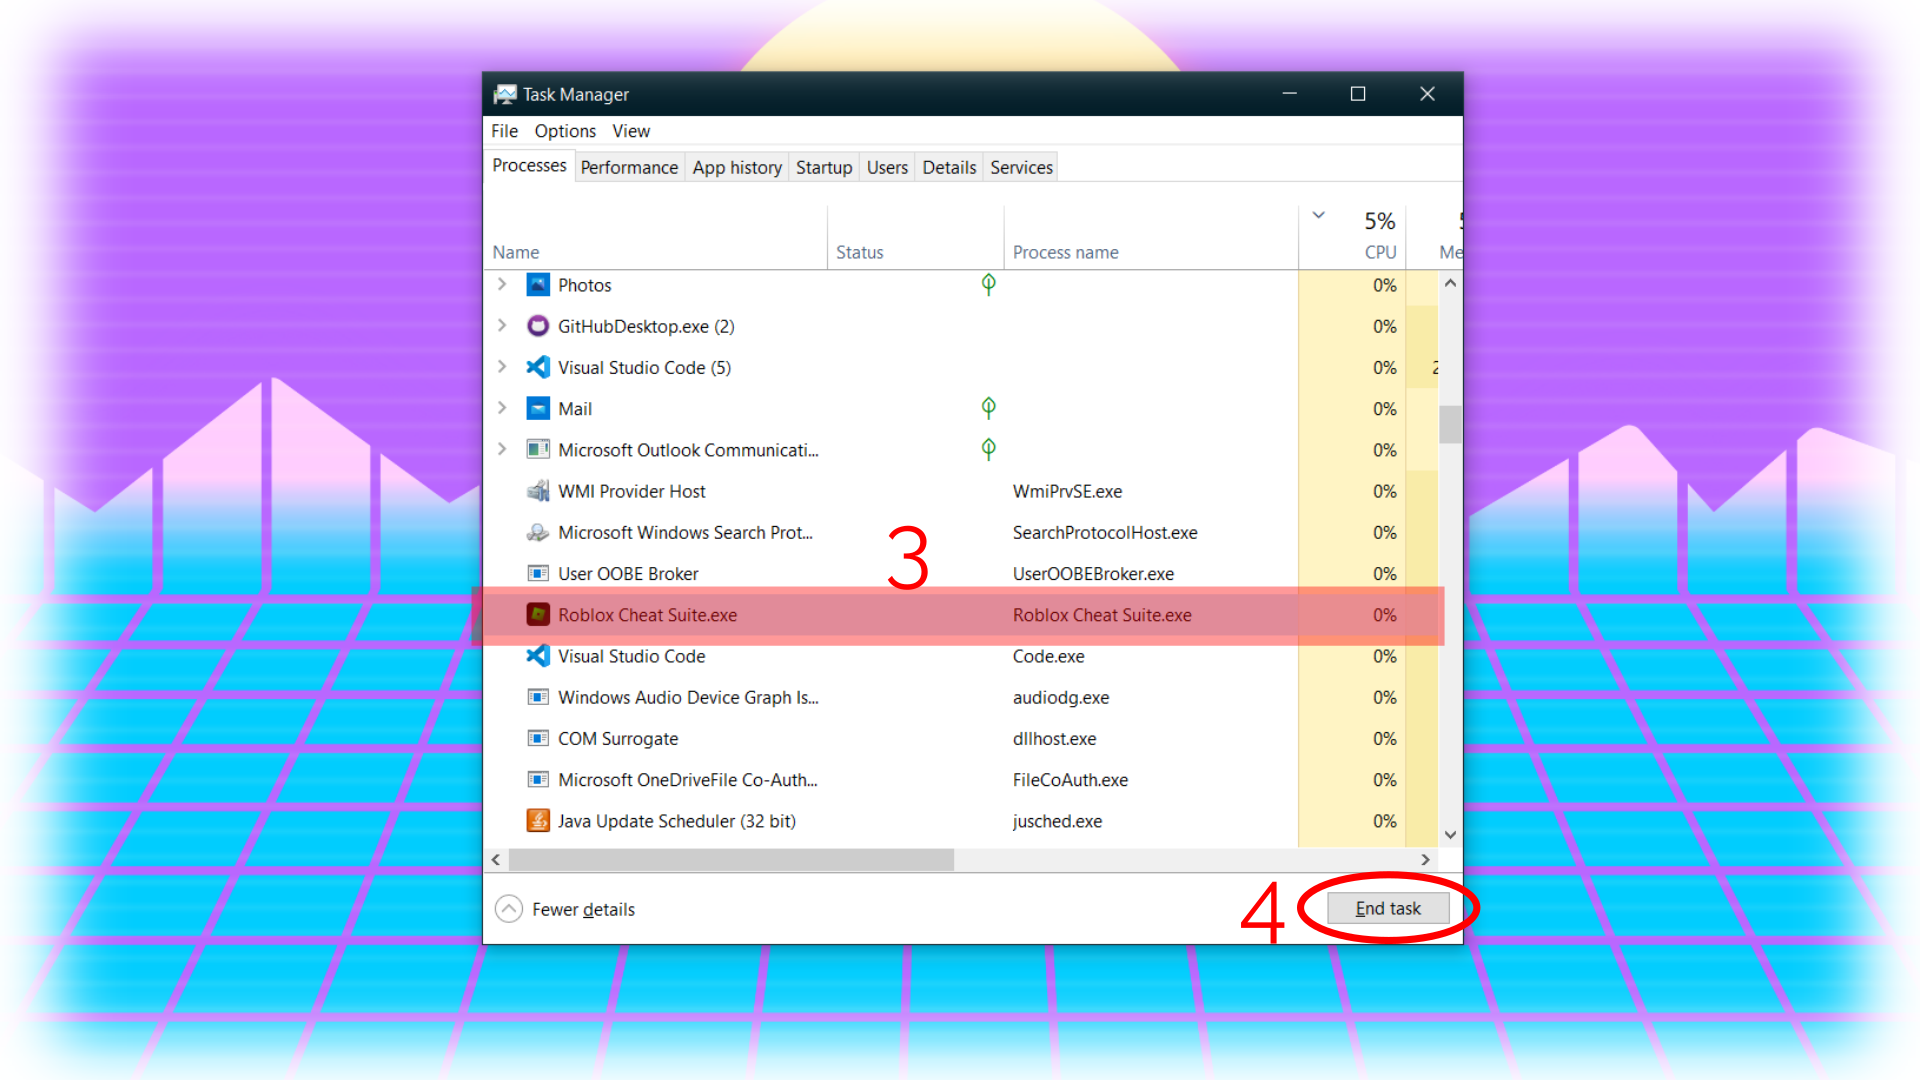 Task Manager
File Options View
Processes Performance App history Startup Users Details Services
5%
Name Status Process name CPU Me
Photos 0%
GitHubDesktop.exe (2) 0%
Visual Studio Code (5) 0%
Mail 0%
Microsoft Outlook Communicati... 0%
WMI Provider Host WmiPrvSE.exe 0%
Microsoft Windows Search Prot... SearchProtocolHost.exe 0%
3
User OOBE Broker UserOOBEBroker.exe 0%
Roblox Cheat Suite.exe Roblox Cheat Suite.exe 0%
Visual Studio Code Code.exe 0%
Windows Audio Device Graph Is... audiodg.exe 0%
COM Surrogate dllhost.exe 0%
Microsoft OneDriveFile Co-Auth... FileCoAuth.exe 0%
Java Update Scheduler (32 bit) jusched.exe 0%
Fewer details 4 End task